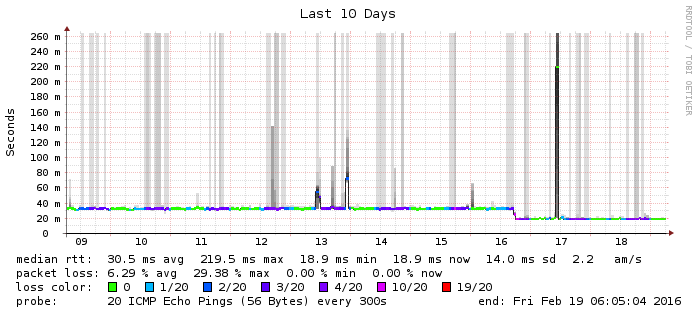 Last 10 Days
RRDTOOL / TOBI OETIKER
Seconds
260 m
240 m
220 m
200 m
180 m
160 m
140 m
120 m
100 m
80 m
60 m
40 m
20 m
0
09 10 11 12 13 14 15 16 17 18
median rtt: 30.5 ms avg 219.5 ms max 18.9 ms min 18.9 ms now 14.0 ms sd 2.2 am/s
packet loss: 6.29 % avg 29.38 % max 0.00 % min 0.00 % now
loss color: 0 1/20 2/20 3/20 4/20 10/20 19/20
probe: 20 ICMP Echo Pings (56 Bytes) every 300s end: Fri Feb 19 06:05:04 2016